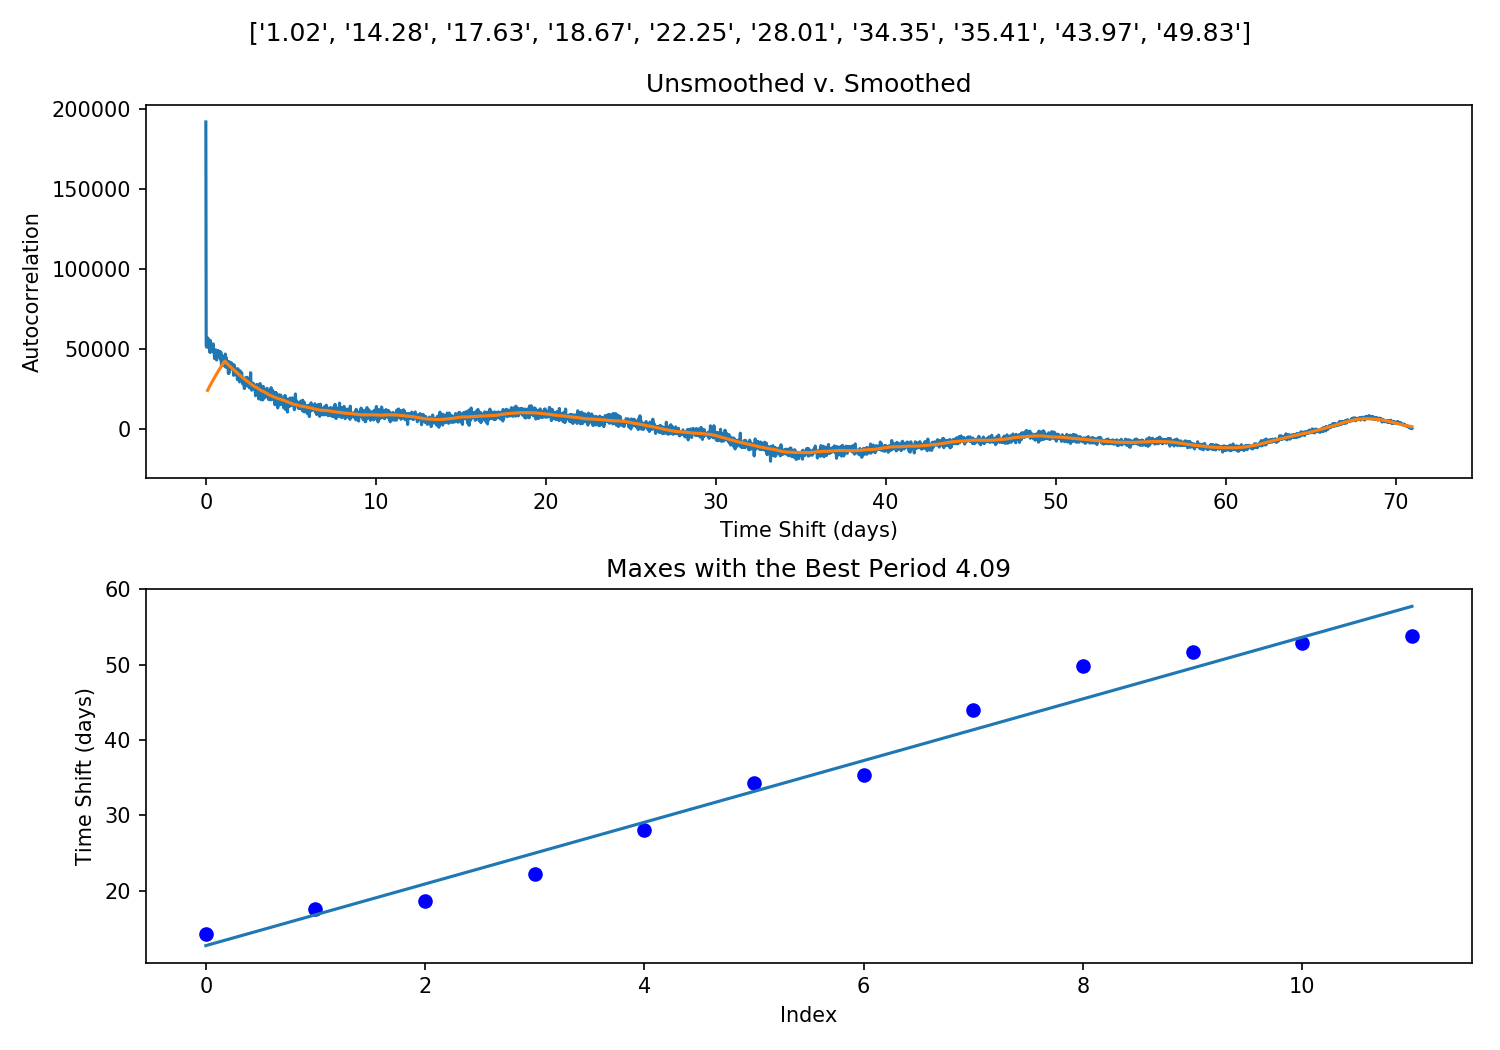 ['1.02', '14.28', '17.63', '18.67', '22.25', '28.01', '34.35', '35.41', '43.97', '49.83']
Unsmoothed v. Smoothed
200000
150000
100000
50000
0
Autocorrelation
0 10 20 30 40 50 60 70
Time Shift (days)
Maxes with the Best Period 4.09
60
50
40
30
20
Time Shift (days)
0 2 4 6 8 10
Index